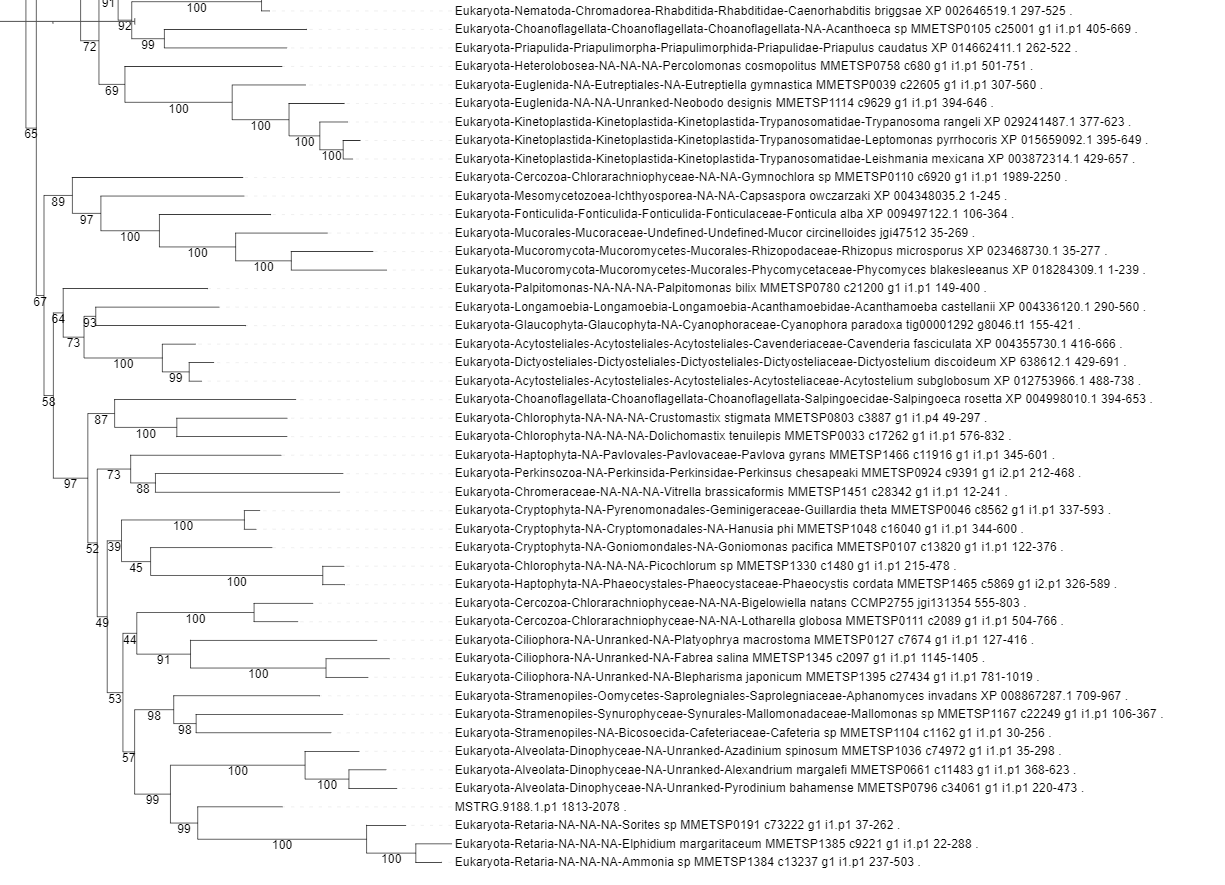 91
100
Eukaryota-Nematoda-Chromadorea-Rhabditida-Rhabditidae-Caenorhabditis briggsae XP 002646519.1 297-525 .
92
Eukaryota-Choanoflagellata-Choanoflagellata-Choanoflagellata-NA-Acanthoeca sp MMETSP0105 c25001 g1 i1.p1 405-669 .
99
72
Eukaryota-Priapulida-Priapulimorpha-Priapulimorphida-Priapulidae-Priapulus caudatus XP 014662411.1 262-522 .
Eukaryota-Heterolobosea-NA-NA-NA-Percolomonas cosmopolitus MMETSP0758 c680 g1 i1.p1 501-751 .
69
Eukaryota-Euglenida-NA-Eutreptiales-NA-Eutreptiella gymnastica MMETSP0039 c22605 g1 i1.p1 307-560 .
100
Eukaryota-Euglenida-NA-NA-Unranked-Neobodo designis MMETSP1114 c9629 g1 i1.p1 394-646 .
100
Eukaryota-Kinetoplastida-Kinetoplastida-Kinetoplastida-Trypanosomatidae-Trypanosoma rangeli XP 029241487.1 377-623 .
65
100
Eukaryota-Kinetoplastida-Kinetoplastida-Kinetoplastida-Trypanosomatidae-Leptomonas pyrrhocoris XP 015659092.1 395-649 .
100
Eukaryota-Kinetoplastida-Kinetoplastida-Kinetoplastida-Trypanosomatidae-Leishmania mexicana XP 003872314.1 429-657 .
Eukaryota-Cercozoa-Chlorarachniophyceae-NA-NA-Gymnochlora sp MMETSP0110 c6920 g1 i1.p1 1989-2250 .
89
Eukaryota-Mesomycetozoea-Ichthyosporea-NA-NA-Capsaspora owczarzaki XP 004348035.2 1-245 .
97
Eukaryota-Fonticulida-Fonticulida-Fonticulida-Fonticulaceae-Fonticula alba XP 009497122.1 106-364 .
100
Eukaryota-Mucorales-Mucoraceae-Undefined-Undefined-Mucor circinelloides jgi47512 35-269 .
100
Eukaryota-Mucoromycota-Mucoromycetes-Mucorales-Rhizopodaceae-Rhizopus microsporus XP 023468730.1 35-277 .
100
Eukaryota-Mucoromycota-Mucoromycetes-Mucorales-Phycomycetaceae-Phycomyces blakesleeanus XP 018284309.1 1-239 .
Eukaryota-Palpitomonas-NA-NA-NA-Palpitomonas bilix MMETSP0780 c21200 g1 i1.p1 149-400 .
67
Eukaryota-Longamoebia-Longamoebia-Longamoebia-Acanthamoebidae-Acanthamoeba castellanii XP 004336120.1 290-560 .
64
93
Eukaryota-Glaucophyta-Glaucophyta-NA-Cyanophoraceae-Cyanophora paradoxa tig00001292 g8046.t1 155-421 .
73
Eukaryota-Acytosteliales-Acytosteliales-Acytosteliales-Cavenderiaceae-Cavenderia fasciculata XP 004355730.1 416-666 .
100
Eukaryota-Dictyosteliales-Dictyosteliales-Dictyosteliales-Dictyosteliaceae-Dictyostelium discoideum XP 638612.1 429-691 .
99
Eukaryota-Acytosteliales-Acytosteliales-Acytosteliales-Acytosteliaceae-Acytostelium subglobosum XP 012753966.1 488-738 .
58
Eukaryota-Choanoflagellata-Choanoflagellata-Choanoflagellata-Salpingoecidae-Salpingoeca rosetta XP 004998010.1 394-653 .
87
Eukaryota-Chlorophyta-NA-NA-NA-Crustomastix stigmata MMETSP0803 c3887 g1 i1.p4 49-297 .
100
Eukaryota-Chlorophyta-NA-NA-NA-Dolichomastix tenuilepis MMETSP0033 c17262 g1 i1.p1 576-832 .
Eukaryota-Haptophyta-NA-Pavlovales-Pavlovaceae-Pavlova gyrans MMETSP1466 c11916 g1 i1.p1 345-601 .
73
Eukaryota-Perkinsozoa-NA-Perkinsida-Perkinsidae-Perkinsus chesapeaki MMETSP0924 c9391 g1 i2.p1 212-468 .
97
88
Eukaryota-Chromeraceae-NA-NA-NA-Vitrella brassicaformis MMETSP1451 c28342 g1 i1.p1 12-241 .
Eukaryota-Cryptophyta-NA-Pyrenomonadales-Geminigeraceae-Guillardia theta MMETSP0046 c8562 g1 i1.p1 337-593 .
100
Eukaryota-Cryptophyta-NA-Cryptomonadales-NA-Hanusia phi MMETSP1048 c16040 g1 i1.p1 344-600 .
52
39
Eukaryota-Cryptophyta-NA-Goniomondales-NA-Goniomonas pacifica MMETSP0107 c13820 g1 i1.p1 122-376 .
45
Eukaryota-Chlorophyta-NA-NA-NA-Picochlorum sp MMETSP1330 c1480 g1 i1.p1 215-478 .
100
Eukaryota-Haptophyta-NA-Phaeocystales-Phaeocystaceae-Phaeocystis cordata MMETSP1465 c5869 g1 i2.p1 326-589 .
Eukaryota-Cercozoa-Chlorarachniophyceae-NA-NA-Bigelowiella natans CCMP2755 jgi131354 555-803 .
100
49
Eukaryota-Cercozoa-Chlorarachniophyceae-NA-NA-Lotharella globosa MMETSP0111 c2089 g1 i1.p1 504-766 .
44
Eukaryota-Ciliophora-NA-Unranked-NA-Platyophrya macrostoma MMETSP0127 c7674 g1 i1.p1 127-416 .
91
Eukaryota-Ciliophora-NA-Unranked-NA-Fabrea salina MMETSP1345 c2097 g1 i1.p1 1145-1405 .
100
Eukaryota-Ciliophora-NA-Unranked-NA-Blepharisma japonicum MMETSP1395 c27434 g1 i1.p1 781-1019 .
53
Eukaryota-Stramenopiles-Oomycetes-Saprolegniales-Saprolegniaceae-Aphanomyces invadans XP 008867287.1 709-967 .
98
Eukaryota-Stramenopiles-Synurophyceae-Synurales-Mallomonadaceae-Mallomonas sp MMETSP1167 c22249 g1 i1.p1 106-367 .
98
Eukaryota-Stramenopiles-NA-Bicosoecida-Cafeteriaceae-Cafeteria sp MMETSP1104 c1162 g1 i1.p1 30-256 .
57
Eukaryota-Alveolata-Dinophyceae-NA-Unranked-Azadinium spinosum MMETSP1036 c74972 g1 i1.p1 35-298 .
100
Eukaryota-Alveolata-Dinophyceae-NA-Unranked-Alexandrium margalefi MMETSP0661 c11483 g1 i1.p1 368-623 .
100
Eukaryota-Alveolata-Dinophyceae-NA-Unranked-Pyrodinium bahamense MMETSP0796 c34061 g1 i1.p1 220-473 .
99
MSTRG.9188.1.p1 1813-2078 .
99
Eukaryota-Retaria-NA-NA-NA-Sorites sp MMETSP0191 c73222 g1 i1.p1 37-262 .
100
Eukaryota-Retaria-NA-NA-NA-Elphidium margaritaceum MMETSP1385 c9221 g1 i1.p1 22-288 .
100
Eukaryota-Retaria-NA-NA-NA-Ammonia sp MMETSP1384 c13237 g1 i1.p1 237-503 .